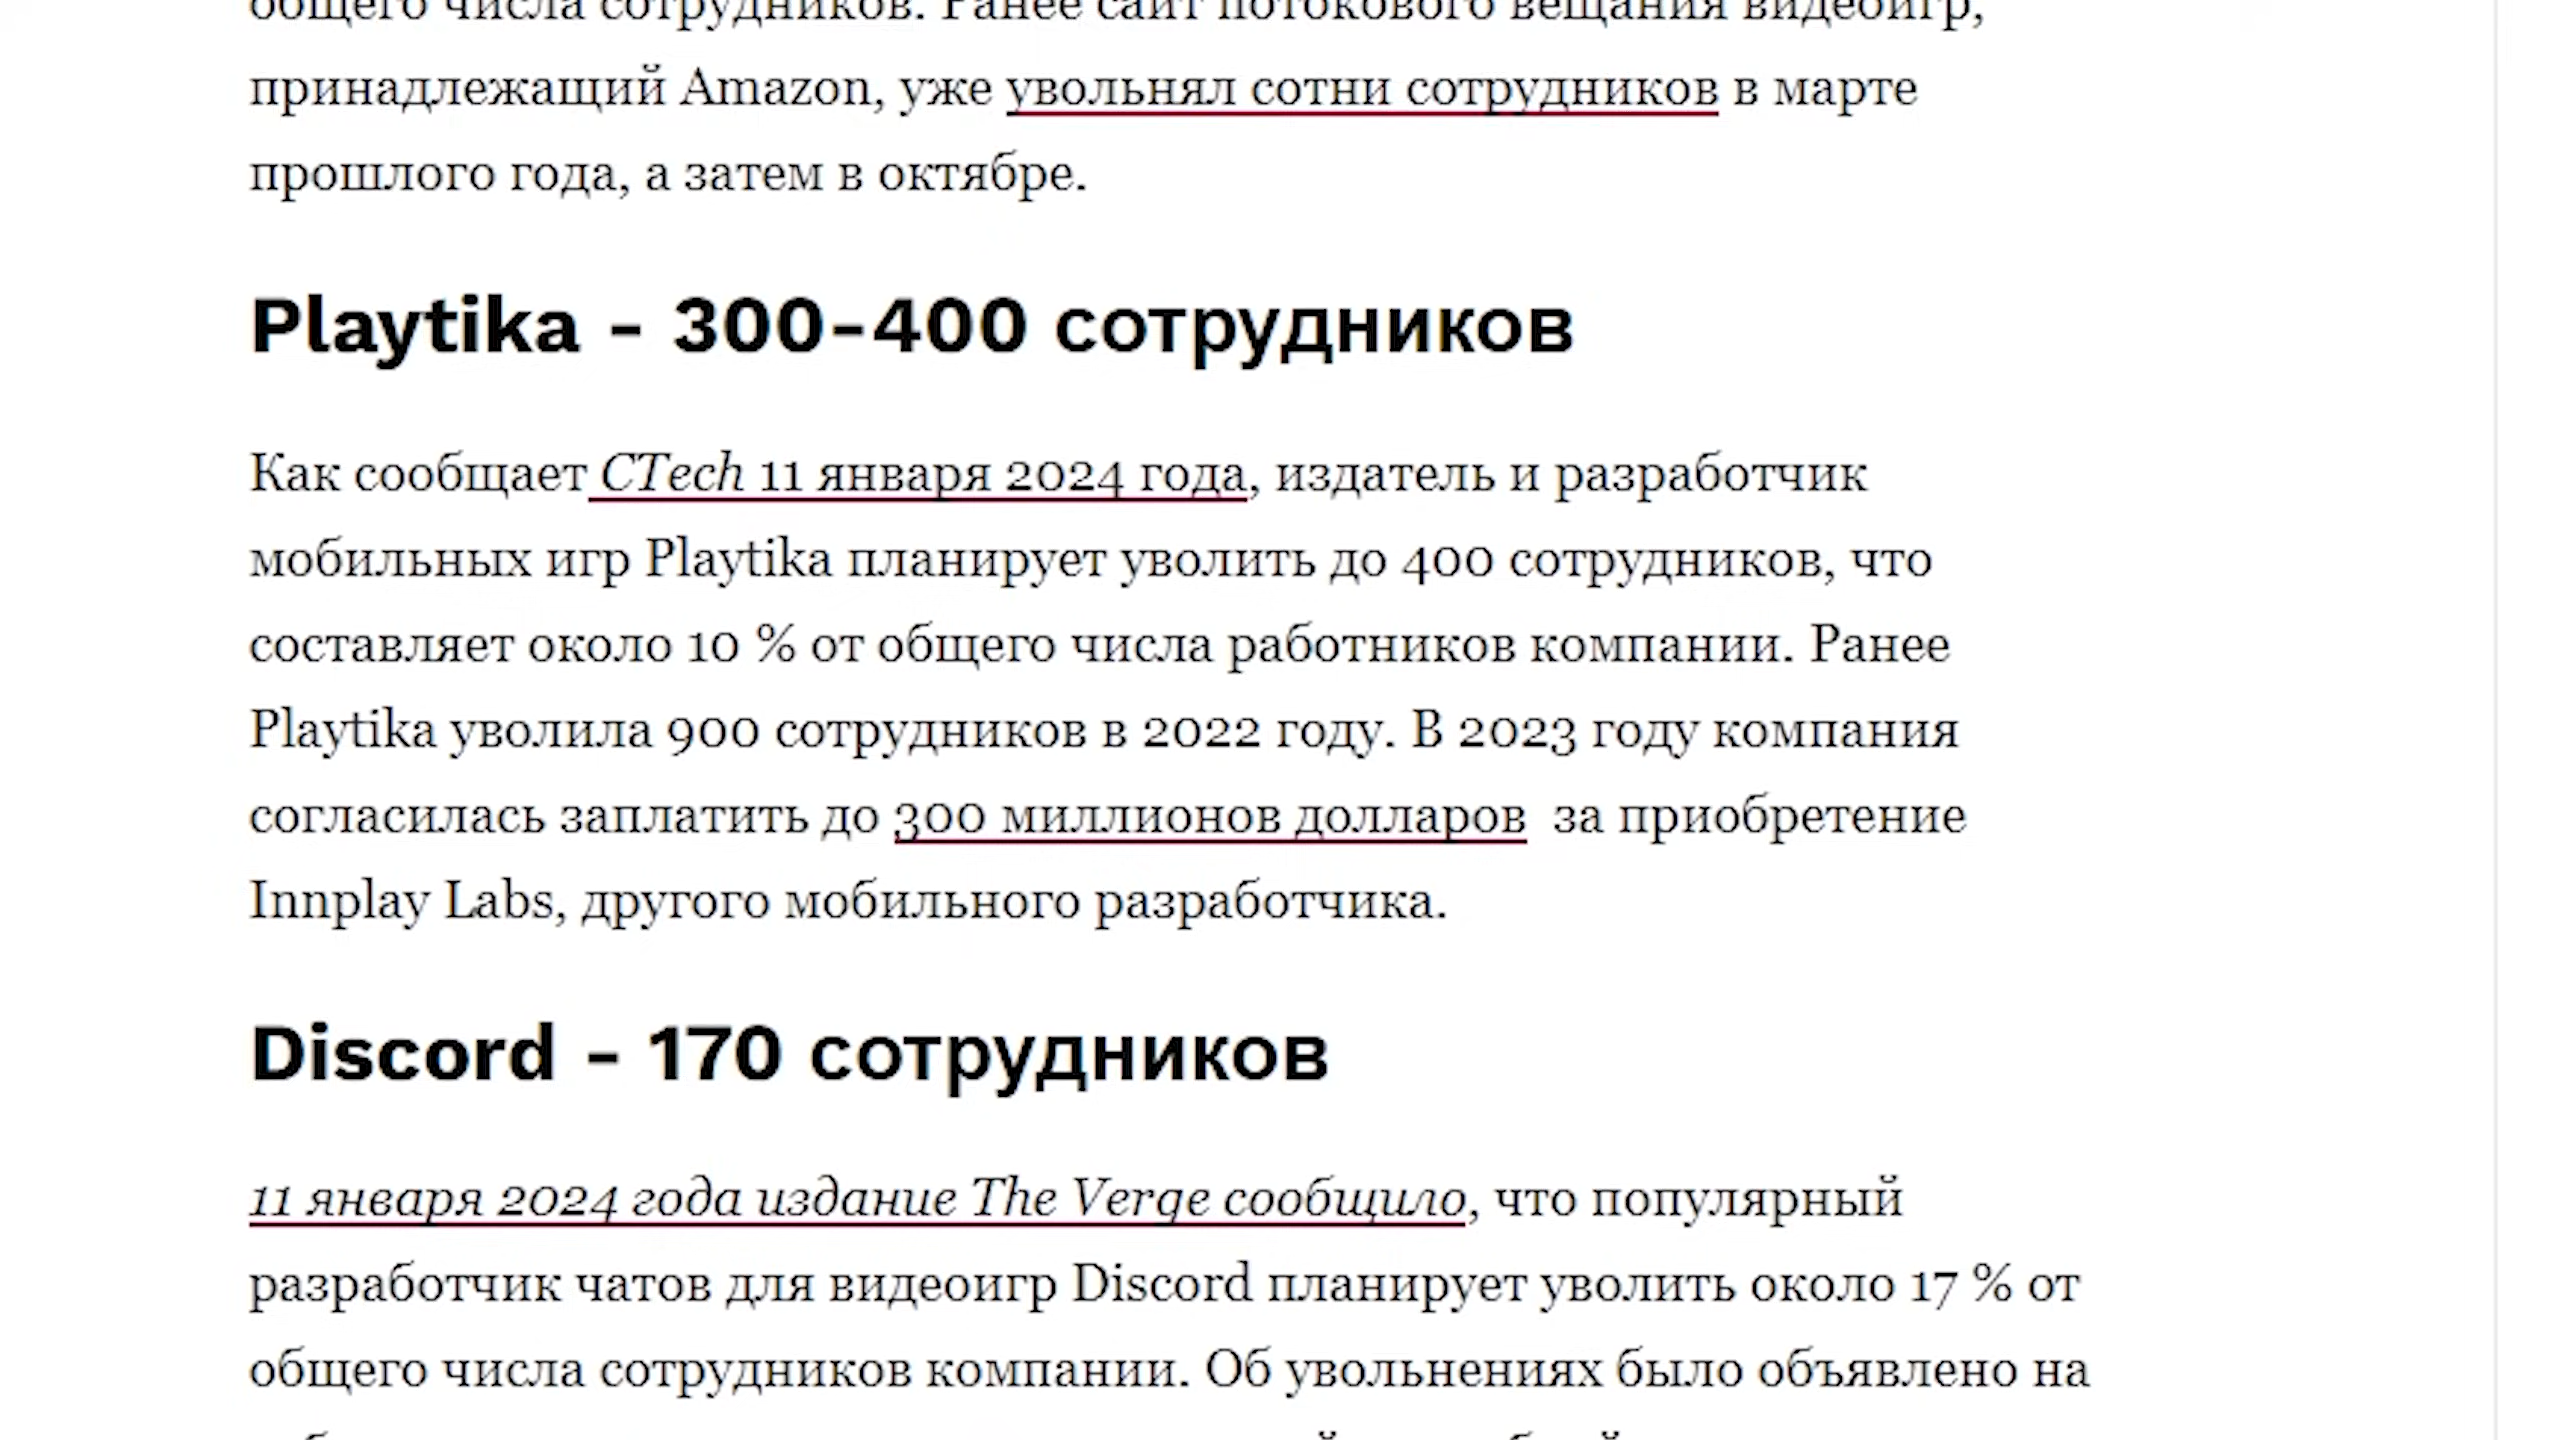 общего числа сотрудников. Ранее сайт потокового вещания видеоигр,
принадлежащий Amazon, уже увольнял сотни сотрудников в марте
прошлого года, а затем в октябре.
Playtika - 300-400 сотрудников
Как сообщает CTech 11 января 2024 года, издатель и разработчик
мобильных игр Playtika планирует уволить до 400 сотрудников, что
составляет около 10 % от общего числа работников компании. Ранее
Playtika уволила 900 сотрудников в 2022 году. В 2023 году компания
согласилась заплатить до 300 миллионов долларов за приобретение
Innplay Labs, другого мобильного разработчика.
Discord - 170 сотрудников
11 января 2024 года издание The Verge сообщило, что популярный
разработчик чатов для видеоигр Discord планирует уволить около 17 % от
общего числа сотрудников компании. Об увольнениях было объявлено на